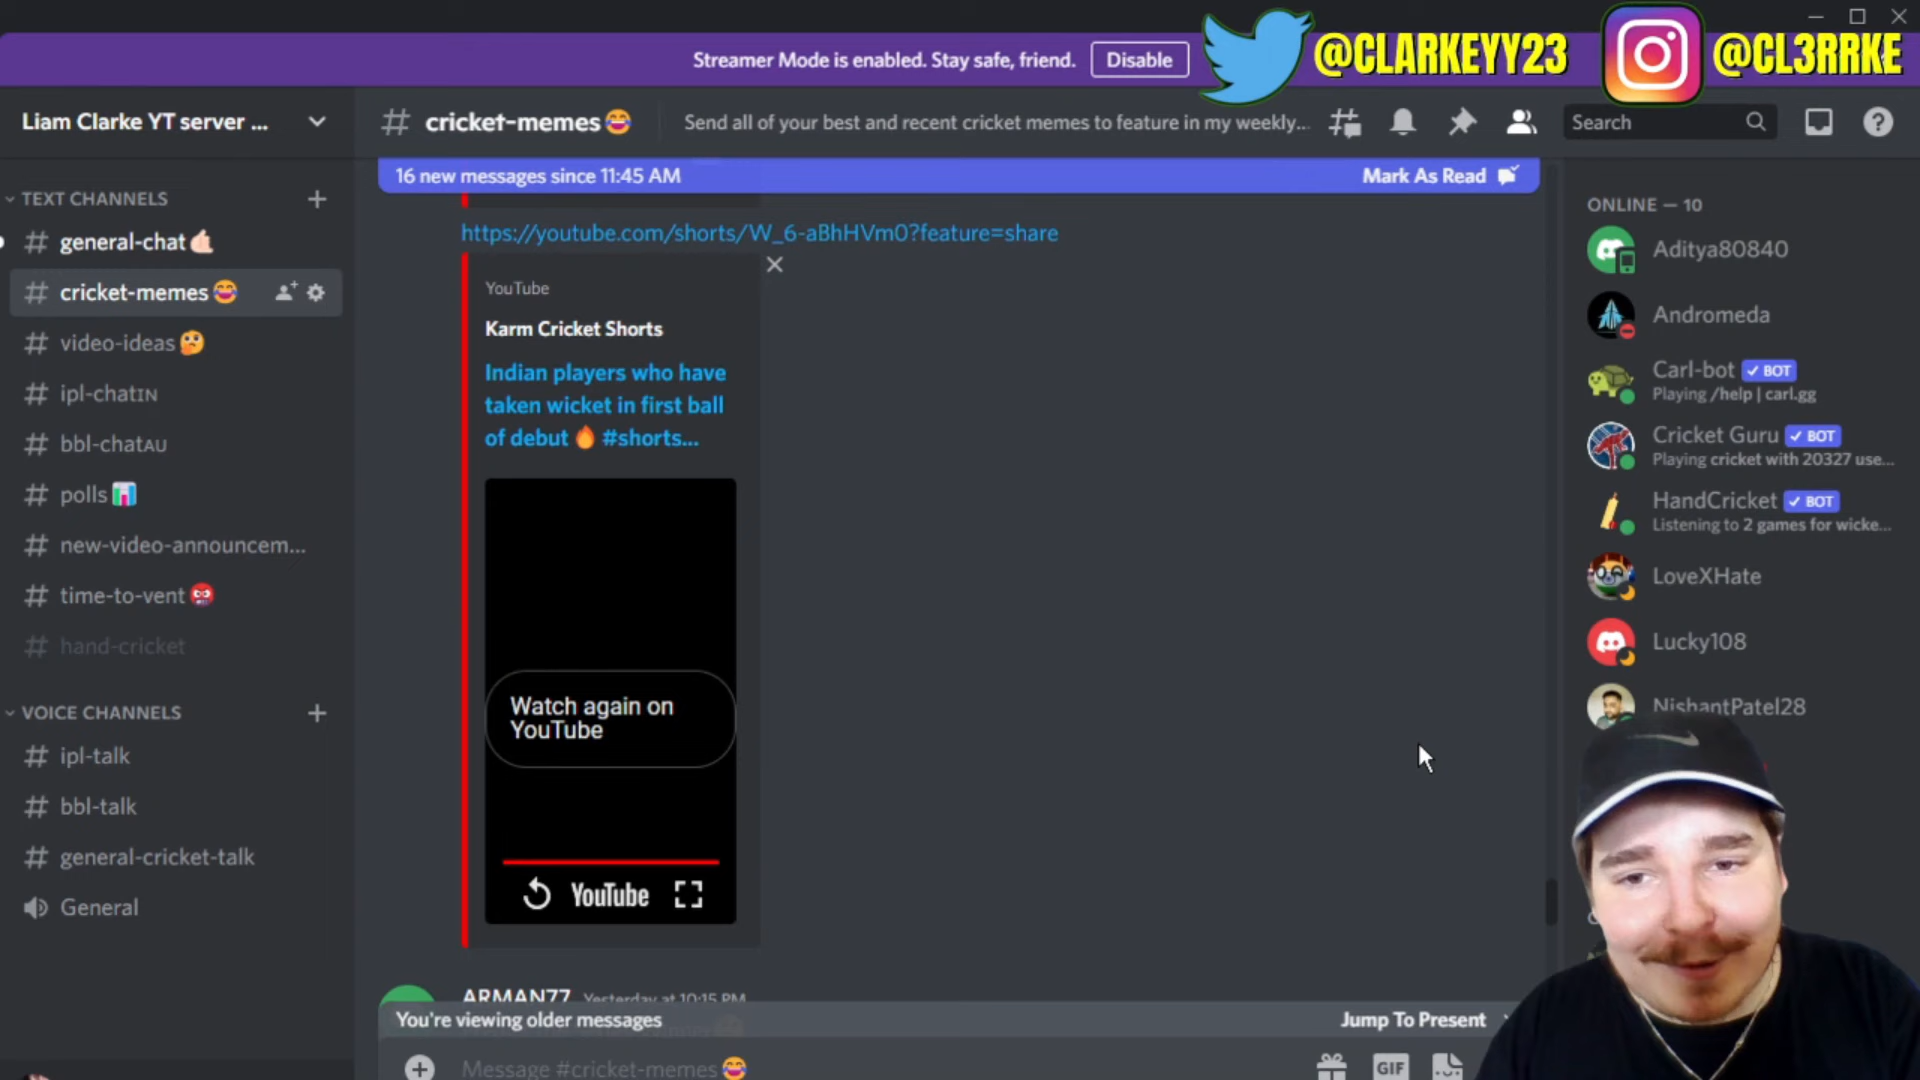 Streamer Mode is enabled. Stay safe, friend.
Disable
@CLARKEYY23
@CL3RRKE
Liam Clarke YT server ...
cricket-memes😂
Send all of your best and recent cricket memes to feature in my weekly...
Search
16 new messages since 11:45 AM
Mark As Read
TEXT CHANNELS
general-chat🤙🏻
cricket-memes😂
video-ideas🤔
ipl-chatɪɴ
bbl-chatᴀᴜ
polls📊
new-video-announcem...
time-to-vent👹
hand-cricket
VOICE CHANNELS
ipl-talk
bbl-talk
general-cricket-talk
General
https://youtube.com/shorts/W_6-aBhHVm0?feature=share
YouTube
Karm Cricket Shorts
Indian players who have
taken wicket in first ball
of debut 🔥 #shorts...
Watch again on
YouTube
YouTube
ARMAN77 Yesterday at 10:15 PM
You're viewing older messages
Jump To Present
Message #cricket-memes😂
GIF
ONLINE — 10
Aditya80840
Andromeda
Carl-bot ✓ BOT
Playing /help | carl.gg
Cricket Guru ✓ BOT
Playing cricket with 20327 use...
HandCricket ✓ BOT
Listening to 2 games for wicke...
LoveXHate
Lucky108
NishantPatel28